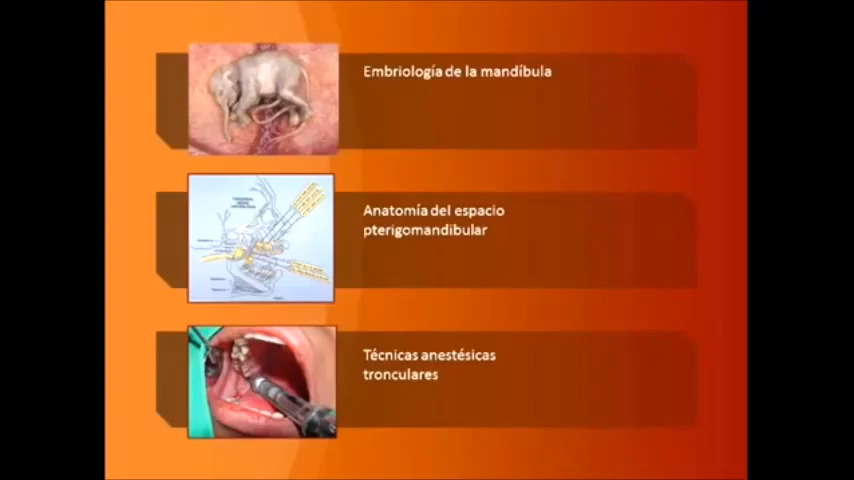 Embriología de la mandíbula
Anatomía del espacio
pterigomandibular
Técnicas anestésicas
tronculares